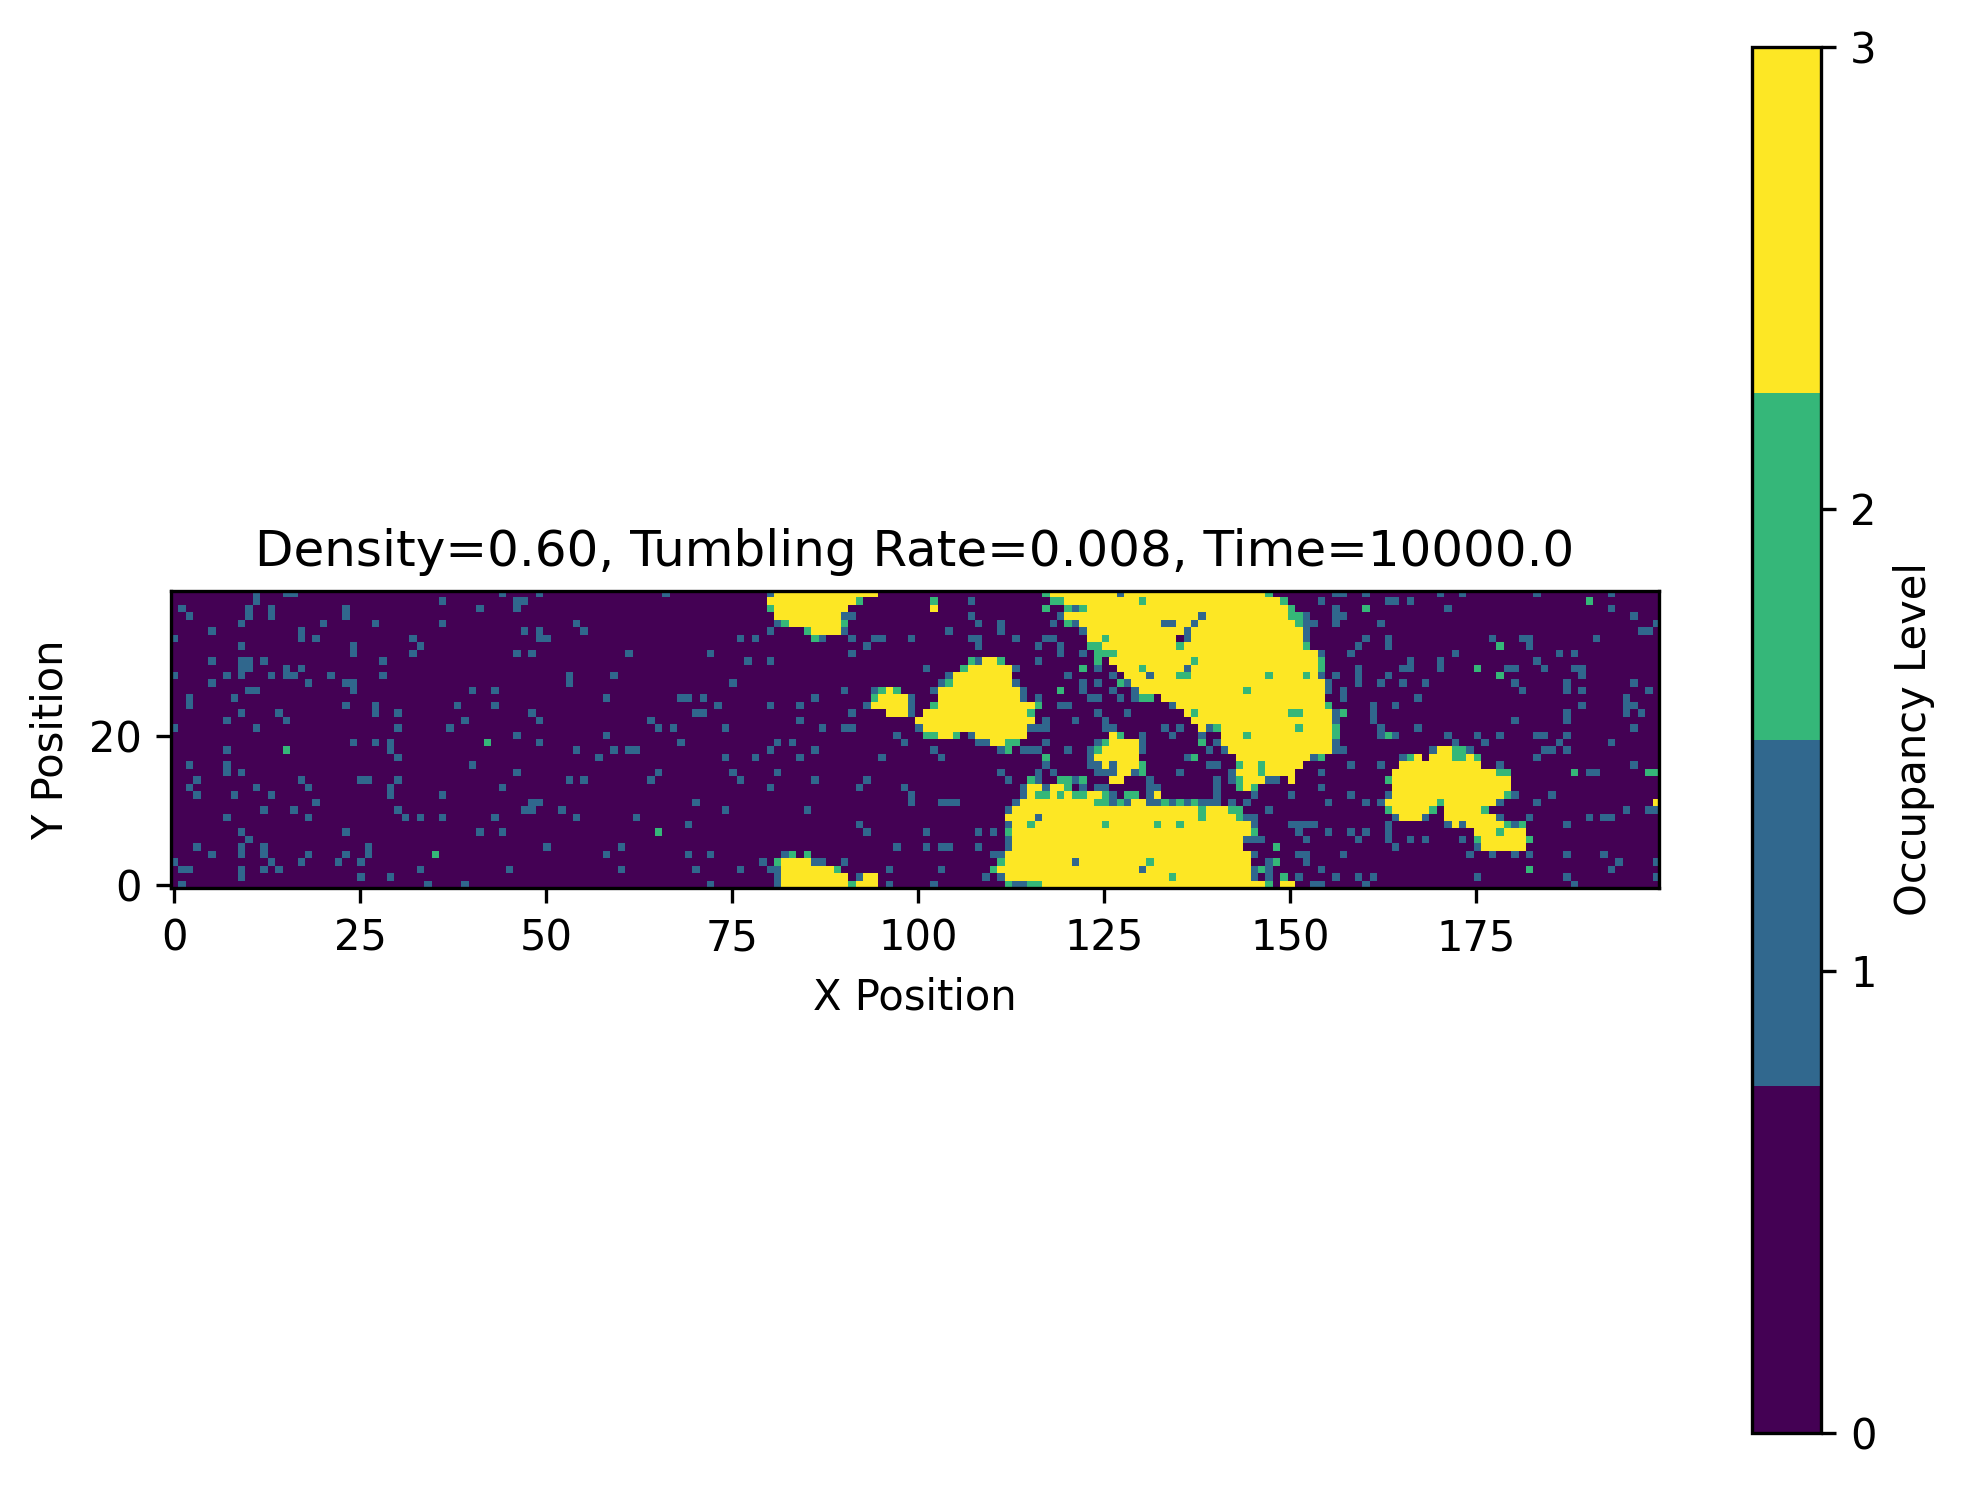 Density=0.60, Tumbling Rate=0.008, Time=10000.0
Y Position
20
0
0 25 50 75 100 125 150 175
X Position
3
2
1
0
Occupancy Level